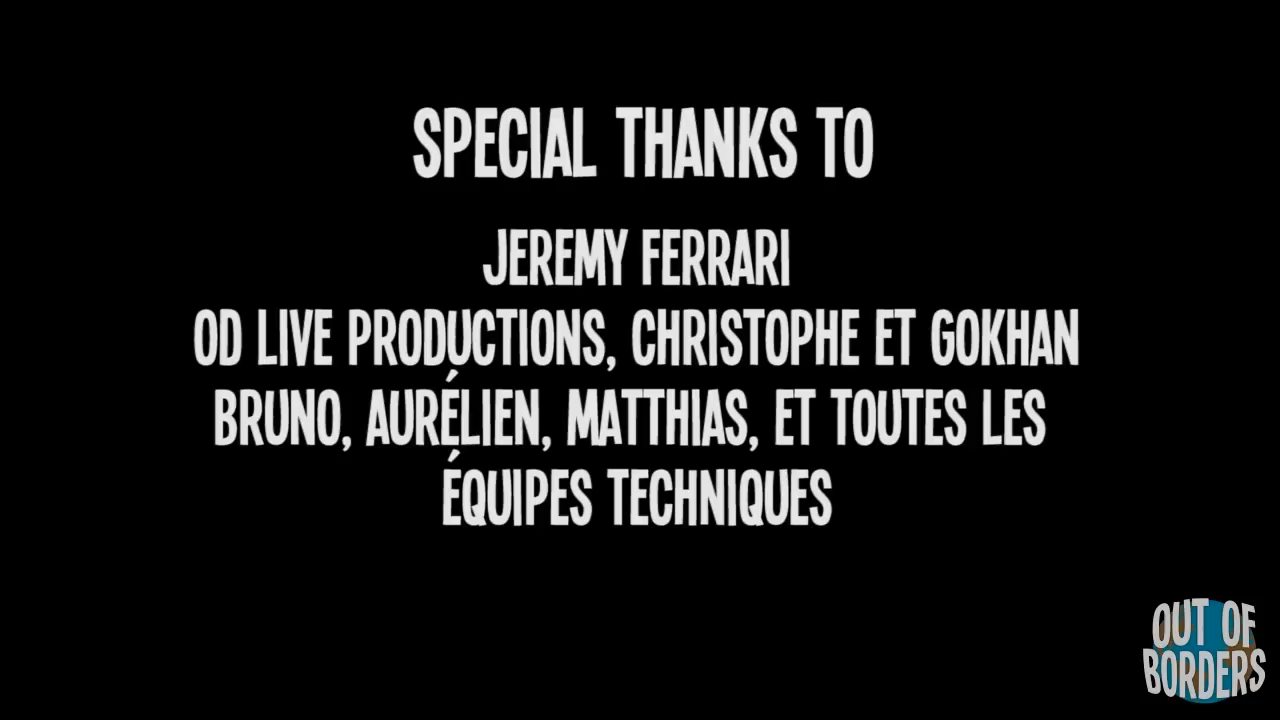 SPECIAL THANKS TO
JEREMY FERRARI
OD LIVE PRODUCTIONS, CHRISTOPHE ET GOKHAN
BRUNO, AURÉLIEN, MATTHIAS, ET TOUTES LES
ÉQUIPES TECHNIQUES
OUT OF
BORDERS